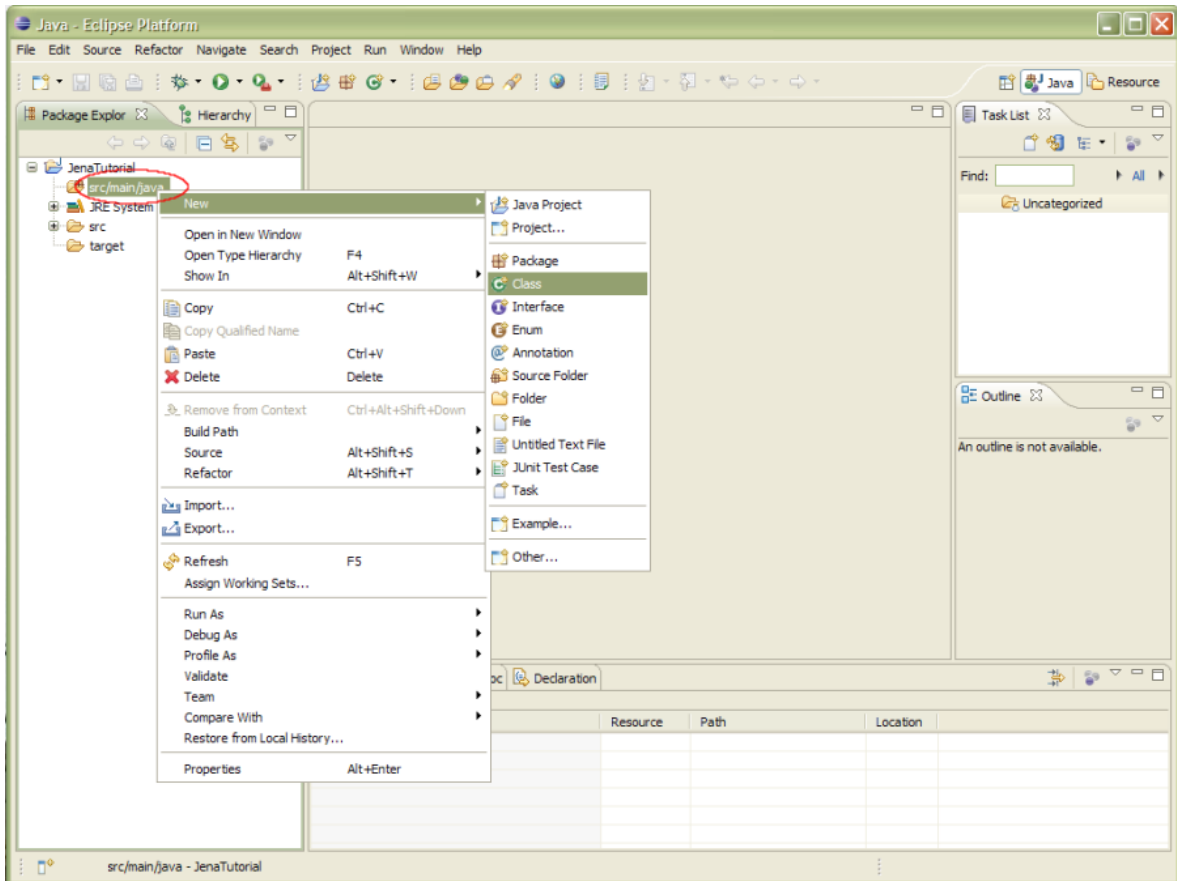 Java - Eclipse Platform
File Edit Source Refactor Navigate Search Project Run Window Help
Java Resource
Package Explor Hierarchy
JenaTutorial
src/main/java
JRE System
src
target
New
Open in New Window
Open Type Hierarchy F4
Show In Alt+Shift+W
Copy Ctrl+C
Copy Qualified Name
Paste Ctrl+V
Delete Delete
Remove from Context Ctrl+Alt+Shift+Down
Build Path
Source Alt+Shift+S
Refactor Alt+Shift+T
Import...
Export...
Refresh F5
Assign Working Sets...
Run As
Debug As
Profile As
Validate
Team
Compare With
Restore from Local History...
Properties Alt+Enter
Java Project
Project...
Package
Class
Interface
Enum
Annotation
Source Folder
Folder
File
Untitled Text File
JUnit Test Case
Task
Example...
Other...
Task List
Find: All
Uncategorized
Outline
An outline is not available.
oc Declaration
Resource Path Location
src/main/java - JenaTutorial